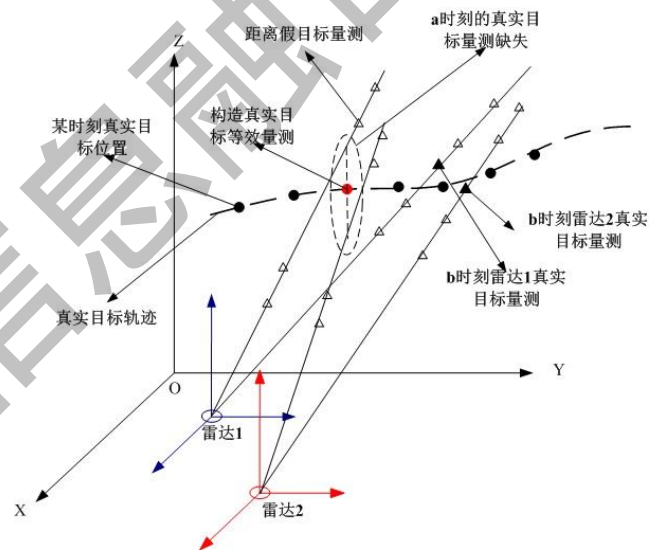 a时刻的真实目
标量测缺失
距离假目标量测
Z
构造真实目
标等效量测
某时刻真实目
标位置
b时刻雷达2真实
目标量测
b时刻雷达1真实
目标量测
真实目标轨迹
Y
O
雷达1
X
雷达2
信息融